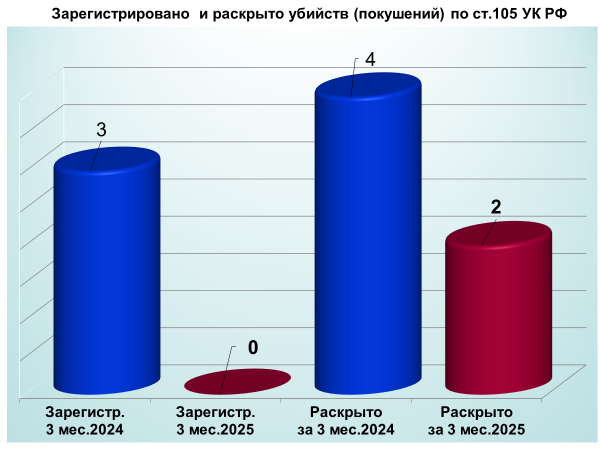 Зарегистрировано и раскрыто убийств (покушений) по ст.105 УК РФ
4
3
2
0
Зарегистр. Зарегистр. Раскрыто Раскрыто
3 мес.2024 3 мес.2025 за 3 мес.2024 за 3 мес.2025